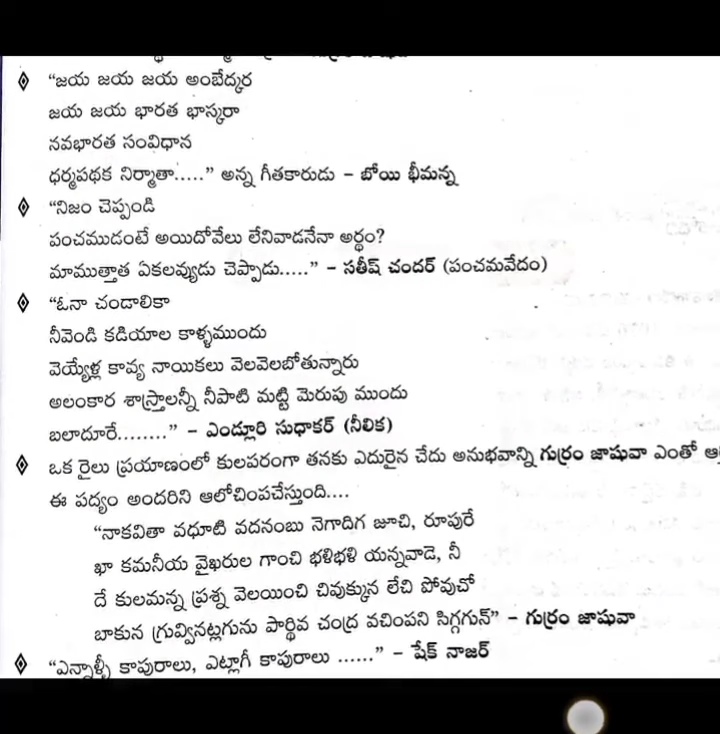 “జయ జయ జయ అంబేద్కర
జయ జయ భారత భాస్కరా
నవభారత సంవిధాన
ధర్మపథక నిర్మాతా.....” అన్న గీతకారుడు - బోయి భీమన్న
“నిజం చెప్పండి
పంచముడంటే అయిదోవేలు లేనివాడనేనా అర్థం?
మాముత్తాత ఏకలవ్యుడు చెప్పాడు.....” - సతీష్ చందర్ (పంచమవేదం)
“ఓనా చండాలికా
నీవెండి కడియాల కాళ్ళముందు
వెయ్యేళ్ల కావ్య నాయికలు వెలవెలబోతున్నారు
అలంకార శాస్త్రాలన్నీ నీపాటి మట్టి మెరుపు ముందు
బలాదూరే........” - ఎండ్లూరి సుధాకర్ (నీలిక)
ఒక రైలు ప్రయాణంలో కులపరంగా తనకు ఎదురైన చేదు అనుభవాన్ని గుర్రం జాషువా ఎంతో
ఈ పద్యం అందరిని ఆలోచింపచేస్తుంది....
“నాకవితా వధూటి వదనంబు నెగాదిగ జూచి, రూపురే
ఖా కమనీయ వైఖరుల గాంచి భళిభళి యన్నవాడె, నీ
దే కులమన్న ప్రశ్న వెలయించి చివుక్కున లేచి పోవుచో
బాకున గ్రువ్వినట్లగును పార్థివ చంద్ర వచింపని సిగ్గగున్” - గుర్రం జాషువా
“ఎన్నాళ్ళీ కాపురాలు, ఎట్లాగీ కాపురాలు ......” - షేక్ నాజర్